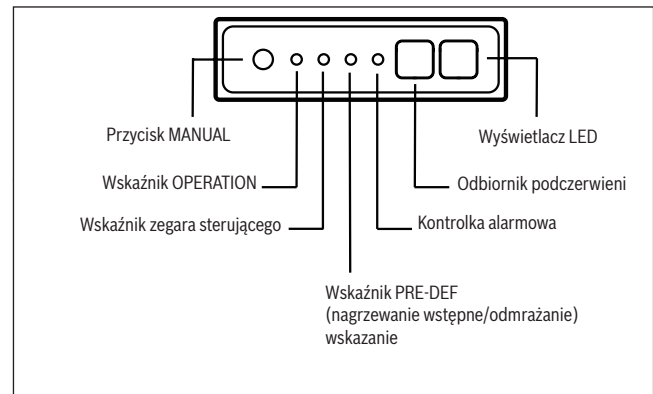 Przycisk MANUAL
Wyświetlacz LED
Wskaźnik OPERATION
Odbiornik podczerwieni
Wskaźnik zegara sterującego
Kontrolka alarmowa
Wskaźnik PRE-DEF
(nagrzewanie wstępne/odmrażanie)
wskazanie